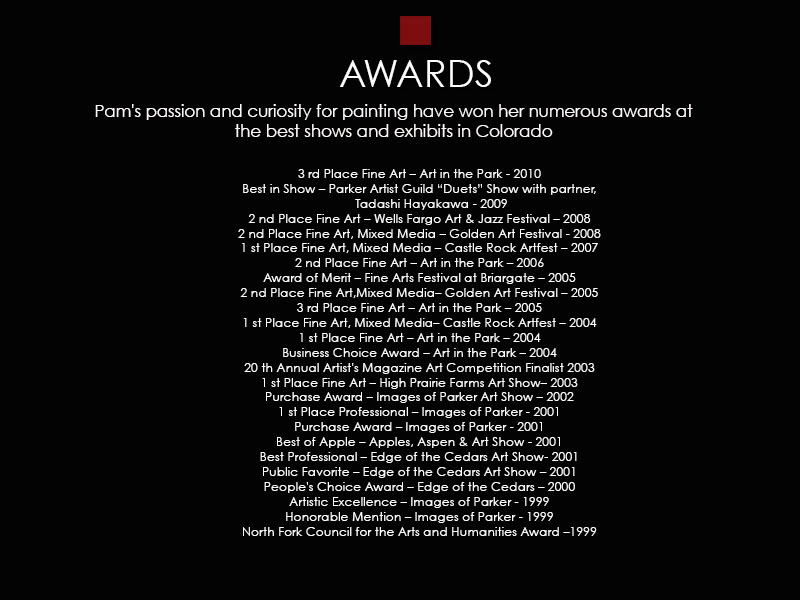 AWARDS
Pam's passion and curiosity for painting have won her numerous awards at
the best shows and exhibits in Colorado
3 rd Place Fine Art – Art in the Park - 2010
Best in Show – Parker Artist Guild “Duets” Show with partner,
Tadashi Hayakawa - 2009
2 nd Place Fine Art – Wells Fargo Art & Jazz Festival – 2008
2 nd Place Fine Art, Mixed Media – Golden Art Festival - 2008
1 st Place Fine Art, Mixed Media – Castle Rock Artfest – 2007
2 nd Place Fine Art – Art in the Park – 2006
Award of Merit – Fine Arts Festival at Briargate – 2005
2 nd Place Fine Art,Mixed Media– Golden Art Festival – 2005
3 rd Place Fine Art – Art in the Park – 2005
1 st Place Fine Art, Mixed Media– Castle Rock Artfest – 2004
1 st Place Fine Art – Art in the Park – 2004
Business Choice Award – Art in the Park – 2004
20 th Annual Artist's Magazine Art Competition Finalist 2003
1 st Place Fine Art – High Prairie Farms Art Show– 2003
Purchase Award – Images of Parker Art Show – 2002
1 st Place Professional – Images of Parker - 2001
Purchase Award – Images of Parker - 2001
Best of Apple – Apples, Aspen & Art Show - 2001
Best Professional – Edge of the Cedars Art Show- 2001
Public Favorite – Edge of the Cedars Art Show – 2001
People's Choice Award – Edge of the Cedars – 2000
Artistic Excellence – Images of Parker - 1999
Honorable Mention – Images of Parker - 1999
North Fork Council for the Arts and Humanities Award –1999